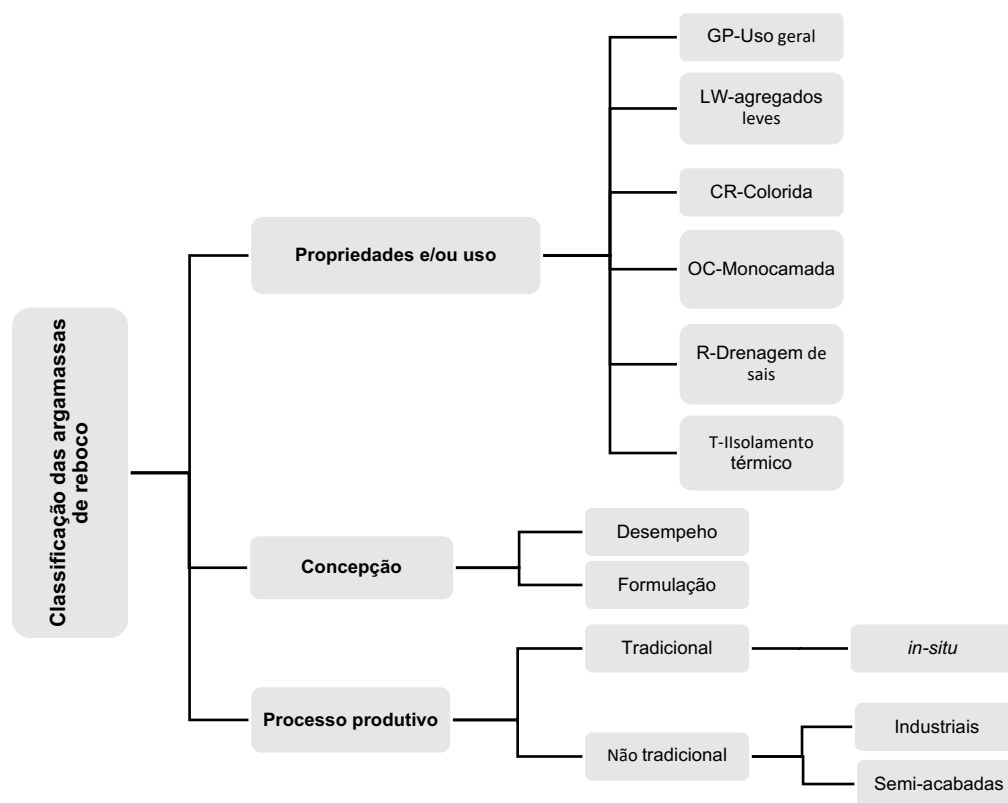 Classificação das argamassas
de reboco
Propriedades e/ou uso
GP-Uso geral
LW-agregados
leves
CR-Colorida
OC-Monocamada
R-Drenagem de
sais
T-IIsolamento
térmico
Concepção
Desempeho
Formulação
Processo produtivo
Tradicional
in-situ
Não tradicional
Industriais
Semi-acabadas